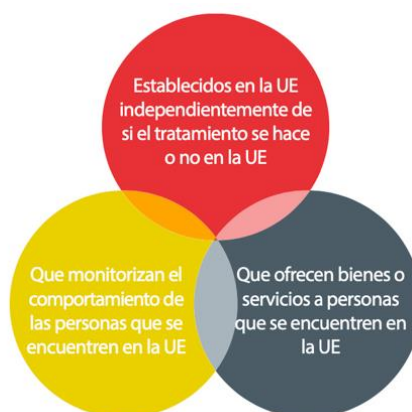 Establecidos en la UE
independientemente de
si el tratamiento se hace
o no en la UE
Que monitorizan el
comportamiento de
las personas que se
encuentren en la UE
Que ofrecen bienes o
servicios a personas
que se encuentren en
la UE